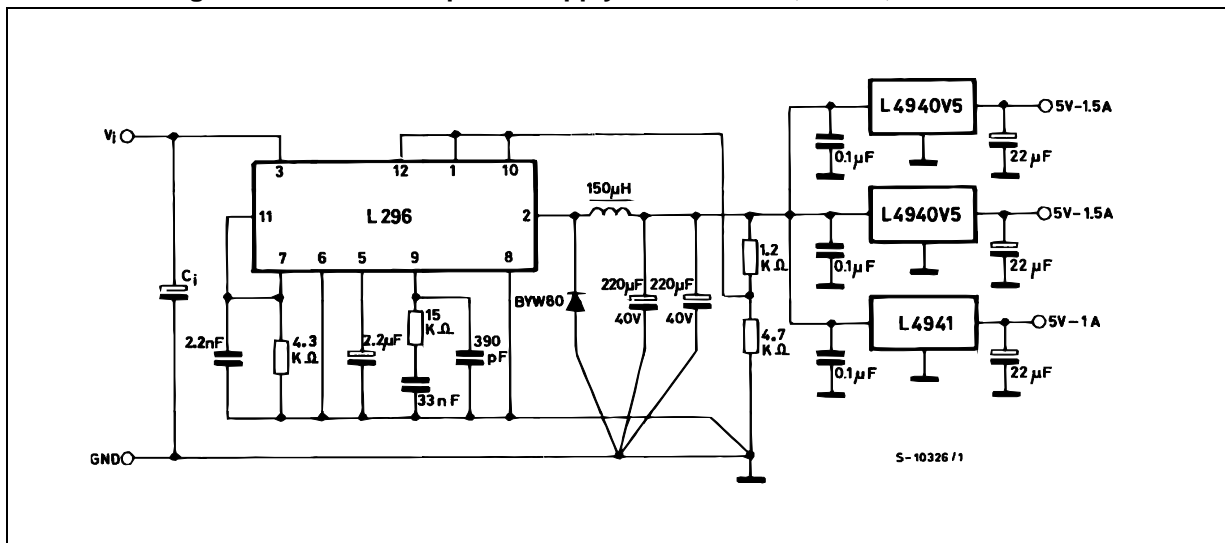 Vi
3
12
1
10
L4940V5
5V-1.5A
0.1µF
22µF
11
L296
2
150µH
L4940V5
5V-1.5A
7
6
5
9
8
1.2
KΩ
0.1µF
22µF
Ci
BYW80
220µF
40V
220µF
40V
L4941
5V-1A
2.2nF
4.3
KΩ
2.2µF
15
KΩ
390
pF
4.7
KΩ
0.1µF
22µF
33nF
GND
S-10326/1